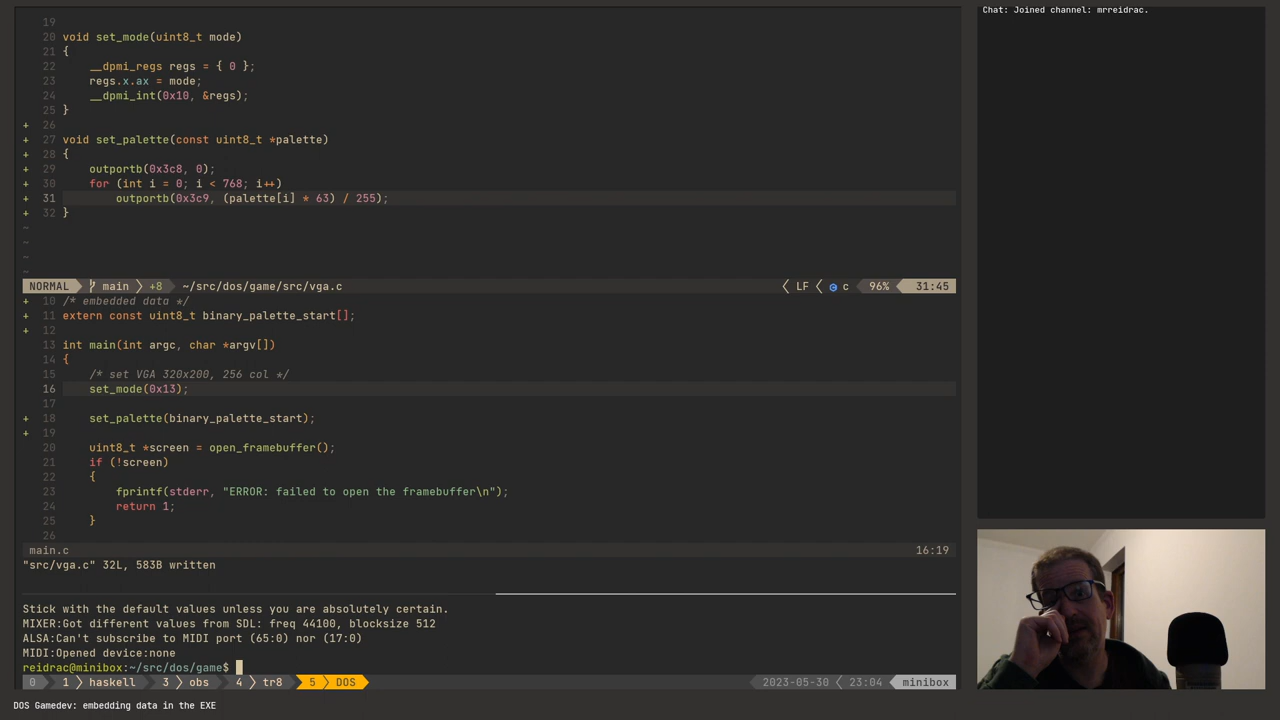 19
20 void set_mode(uint8_t mode)
21 {
22     __dpmi_regs regs = { 0 };
23     regs.x.ax = mode;
24     __dpmi_int(0x10, &regs);
25 }
+ 26
+ 27 void set_palette(const uint8_t *palette)
+ 28 {
+ 29     outportb(0x3c8, 0);
+ 30     for (int i = 0; i < 768; i++)
+ 31         outportb(0x3c9, (palette[i] * 63) / 255);
+ 32 }
~
~
~
~
NORMAL main +8 ~/src/dos/game/src/vga.c LF c 96% 31:45
+ 10 /* embedded data */
+ 11 extern const uint8_t binary_palette_start[];
+ 12
13 int main(int argc, char *argv[])
14 {
15     /* set VGA 320x200, 256 col */
16     set_mode(0x13);
17
+ 18     set_palette(binary_palette_start);
+ 19
20     uint8_t *screen = open_framebuffer();
21     if (!screen)
22     {
23         fprintf(stderr, "ERROR: failed to open the framebuffer\n");
24         return 1;
25     }
26
main.c 16:19
"src/vga.c" 32L, 583B written
Stick with the default values unless you are absolutely certain.
MIXER:Got different values from SDL: freq 44100, blocksize 512
ALSA:Can't subscribe to MIDI port (65:0) nor (17:0)
MIDI:Opened device:none
reidrac@minibox:~/src/dos/game$
0 1 haskell 3 obs 4 tr8 5 DOS 2023-05-30 23:04 minibox
DOS Gamedev: embedding data in the EXE
Chat: Joined channel: mrreidrac.